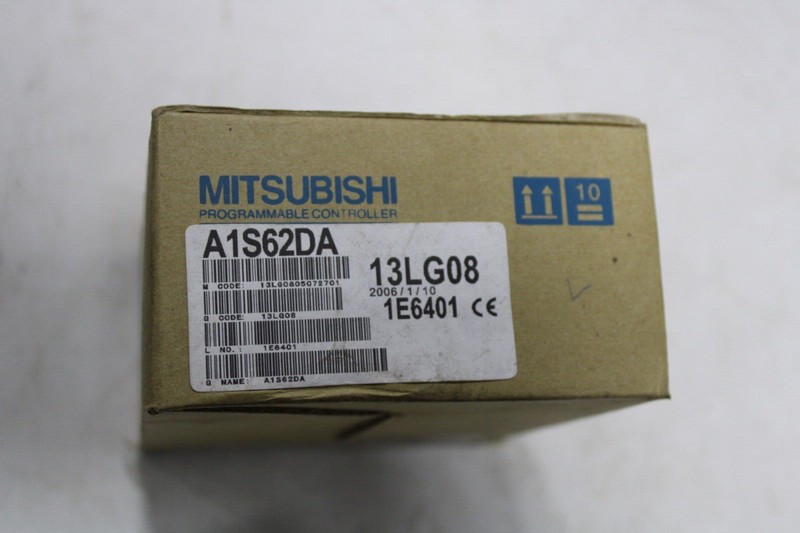 MITSUBISHI
PROGRAMMABLE CONTROLLER
10
A1S62DA
13LG08
M CODE: 13LG0805072701
2006/1/10
1E6401 CE
G CODE: 13LG08
L NO.: 1E6401
G NAME: A1S62DA